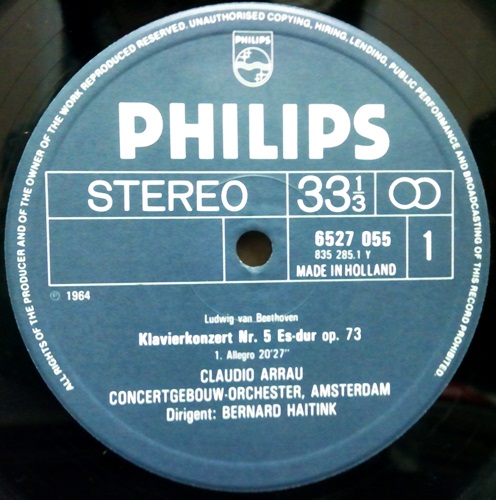 ALL RIGHTS OF THE PRODUCER AND OF THE OWNER OF THE WORK REPRODUCED RESERVED. UNAUTHORISED COPYING, HIRING, LENDING, PUBLIC PERFORMANCE AND BROADCASTING OF THIS RECORD PROHIBITED.
PHILIPS
PHILIPS
STEREO 33 1/3
6527 055 1
835 285.1 Y
MADE IN HOLLAND
℗ 1964
Ludwig van Beethoven
Klavierkonzert Nr. 5 Es-dur op. 73
1. Allegro 20'27"
CLAUDIO ARRAU
CONCERTGEBOUW-ORCHESTER, AMSTERDAM
Dirigent: BERNARD HAITINK